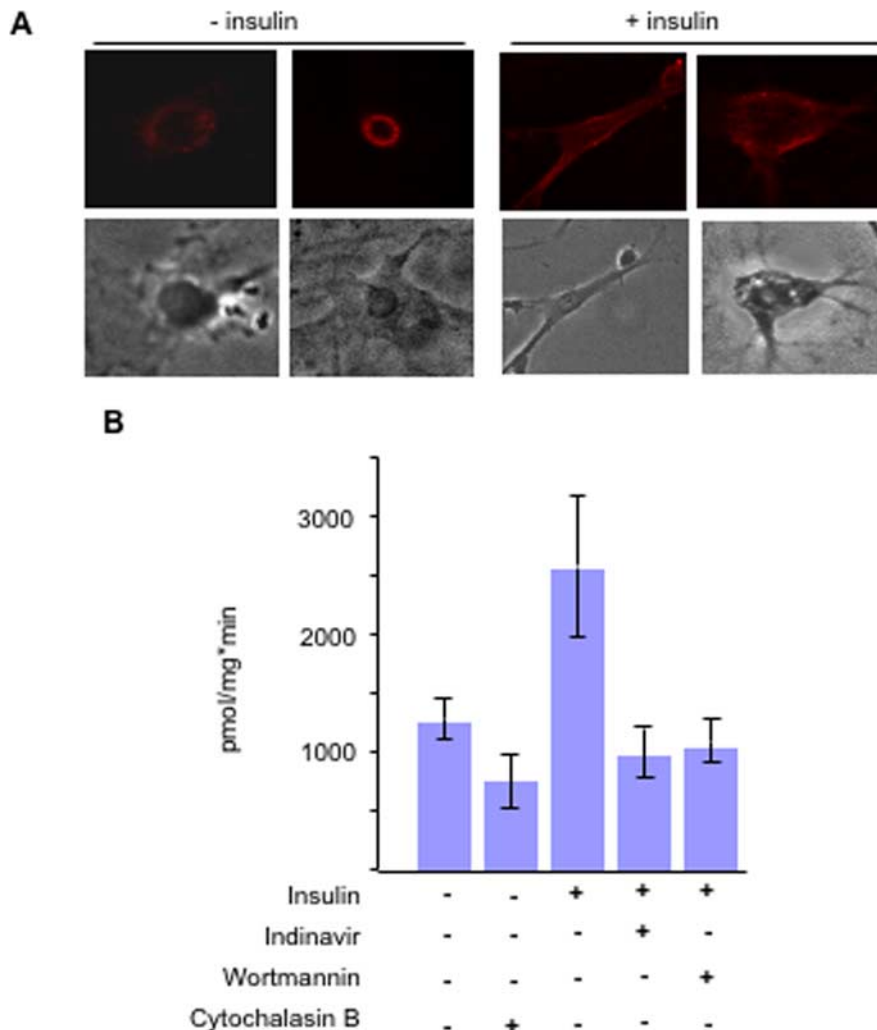 A
- insulin + insulin
B
3000
2000
1000
pmol/mg*min
Insulin - - + + +
Indinavir - - - + -
Wortmannin - - - - +
Cytochalasin B - + - - -